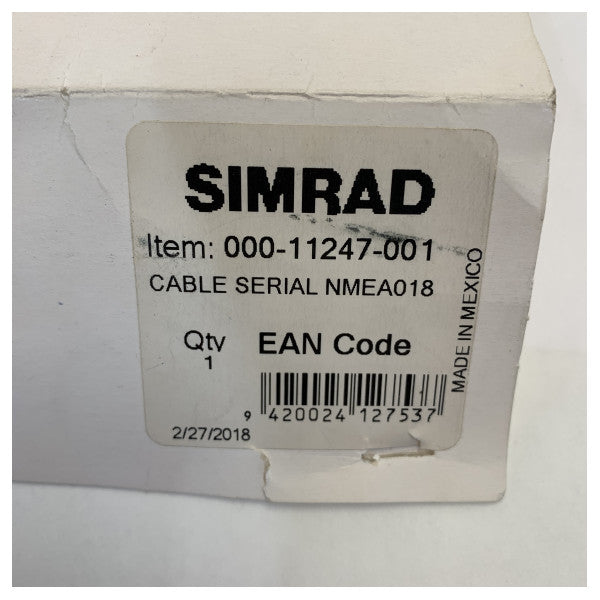 SIMRAD
Item: 000-11247-001
CABLE SERIAL NMEA018
MADE IN MEXICO
Qty
1
EAN Code
9 420024 127537
2/27/2018